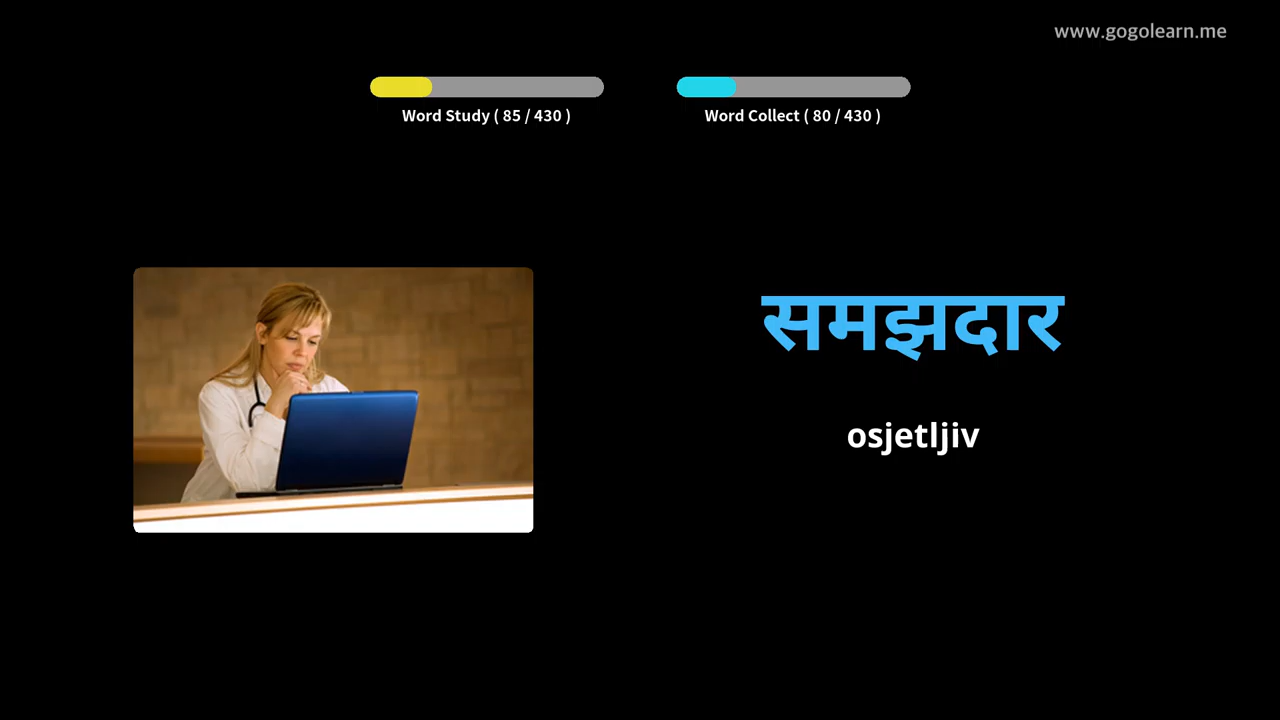 www.gogolearn.me
Word Study ( 85 / 430 )
Word Collect ( 80 / 430 )
समझदार
osjetljiv